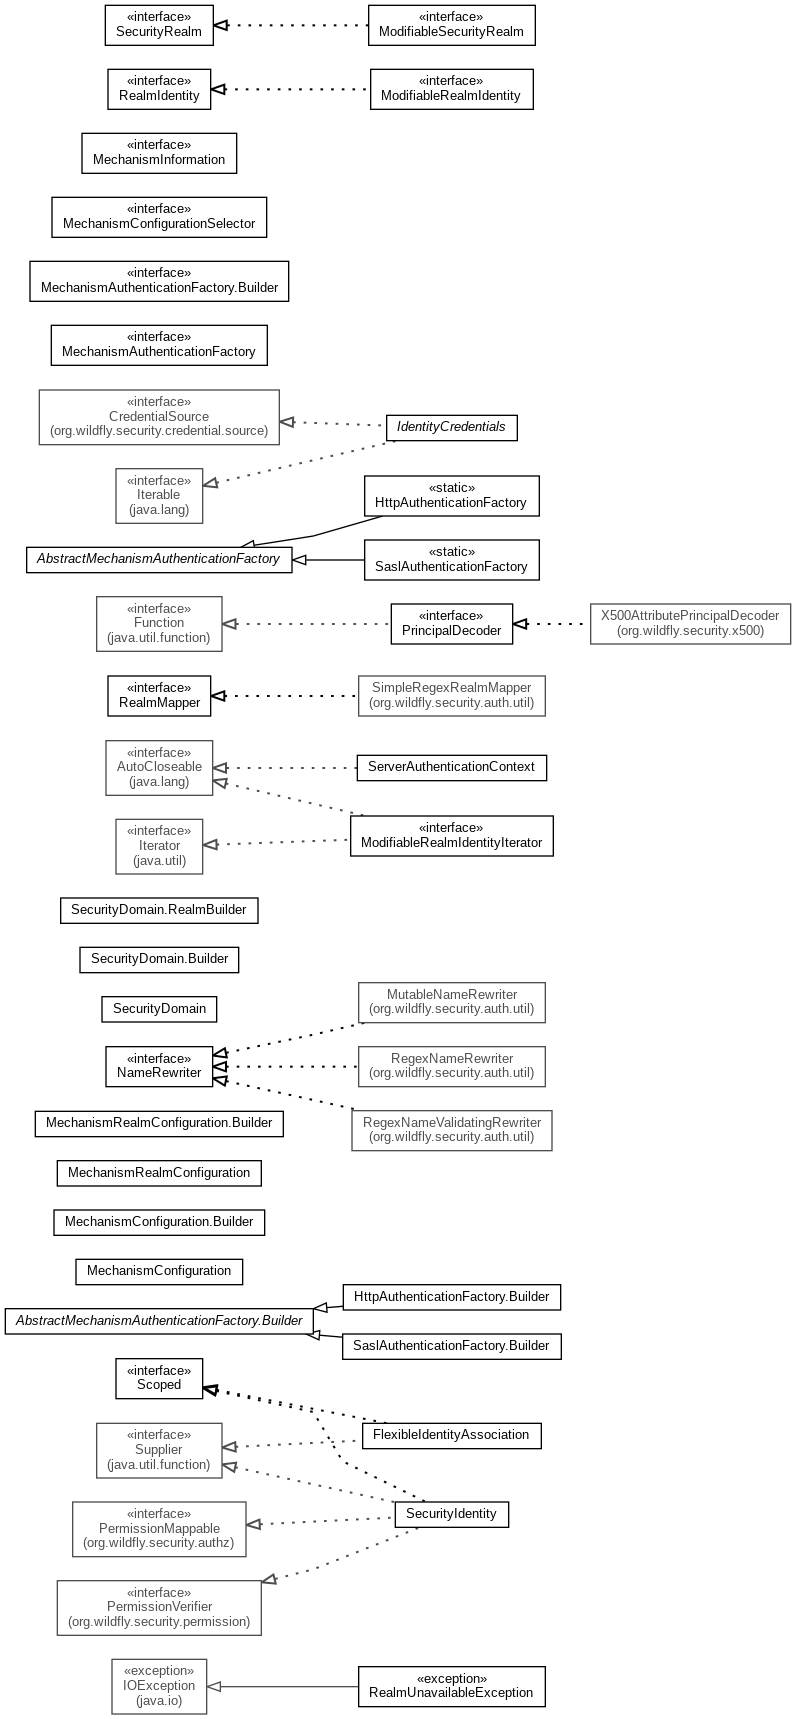 «interface»
SecurityRealm
«interface»
ModifiableSecurityRealm
«interface»
RealmIdentity
«interface»
ModifiableRealmIdentity
«interface»
MechanismInformation
«interface»
MechanismConfigurationSelector
«interface»
MechanismAuthenticationFactory.Builder
«interface»
MechanismAuthenticationFactory
«interface»
CredentialSource
(org.wildfly.security.credential.source)
IdentityCredentials
«interface»
Iterable
(java.lang)
«static»
HttpAuthenticationFactory
AbstractMechanismAuthenticationFactory
«static»
SaslAuthenticationFactory
«interface»
Function
(java.util.function)
«interface»
PrincipalDecoder
X500AttributePrincipalDecoder
(org.wildfly.security.x500)
«interface»
RealmMapper
SimpleRegexRealmMapper
(org.wildfly.security.auth.util)
«interface»
AutoCloseable
(java.lang)
ServerAuthenticationContext
«interface»
Iterator
(java.util)
«interface»
ModifiableRealmIdentityIterator
SecurityDomain.RealmBuilder
SecurityDomain.Builder
SecurityDomain
MutableNameRewriter
(org.wildfly.security.auth.util)
«interface»
NameRewriter
RegexNameRewriter
(org.wildfly.security.auth.util)
MechanismRealmConfiguration.Builder
RegexNameValidatingRewriter
(org.wildfly.security.auth.util)
MechanismRealmConfiguration
MechanismConfiguration.Builder
MechanismConfiguration
HttpAuthenticationFactory.Builder
AbstractMechanismAuthenticationFactory.Builder
SaslAuthenticationFactory.Builder
«interface»
Scoped
FlexibleIdentityAssociation
«interface»
Supplier
(java.util.function)
SecurityIdentity
«interface»
PermissionMappable
(org.wildfly.security.authz)
«interface»
PermissionVerifier
(org.wildfly.security.permission)
«exception»
IOException
(java.io)
«exception»
RealmUnavailableException